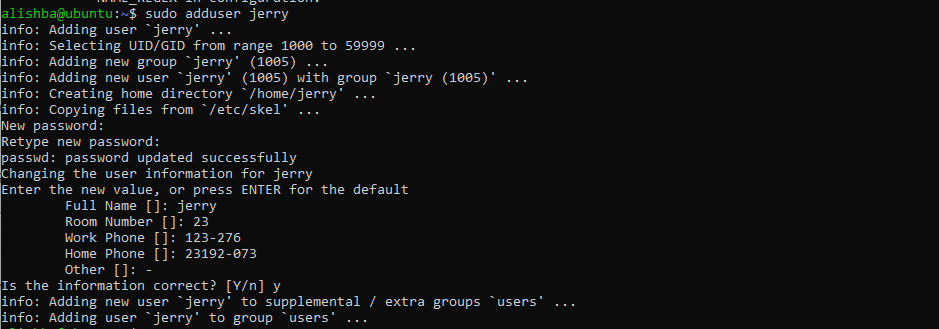 NAME_REGEX in configuration.
alishba@ubuntu:~$ sudo adduser jerry
info: Adding user `jerry' ...
info: Selecting UID/GID from range 1000 to 59999 ...
info: Adding new group `jerry' (1005) ...
info: Adding new user `jerry' (1005) with group `jerry (1005)' ...
info: Creating home directory `/home/jerry' ...
info: Copying files from `/etc/skel' ...
New password:
Retype new password:
passwd: password updated successfully
Changing the user information for jerry
Enter the new value, or press ENTER for the default
        Full Name []: jerry
        Room Number []: 23
        Work Phone []: 123-276
        Home Phone []: 23192-073
        Other []: -
Is the information correct? [Y/n] y
info: Adding new user `jerry' to supplemental / extra groups `users' ...
info: Adding user `jerry' to group `users' ...